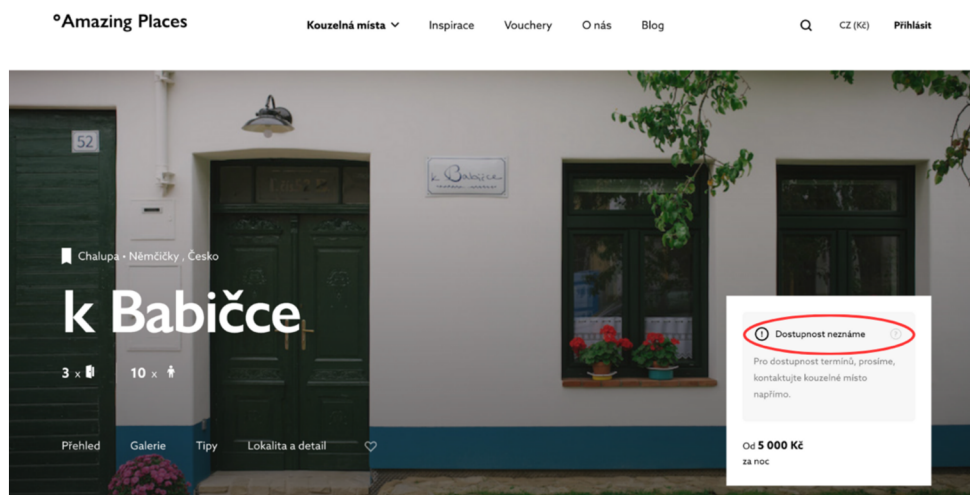 °Amazing Places
Kouzelná místa
Inspirace
Vouchery
O nás
Blog
CZ (Kč)
Přihlásit
52
k Babičce
Chalupa • Němčičky , Česko
k Babičce
3 x
10 x
Dostupnost neznáme
Pro dostupnost termínů, prosíme,
kontaktujte kouzelné místo
napřímo.
Přehled
Galerie
Tipy
Lokalita a detail
Od 5 000 Kč
za noc